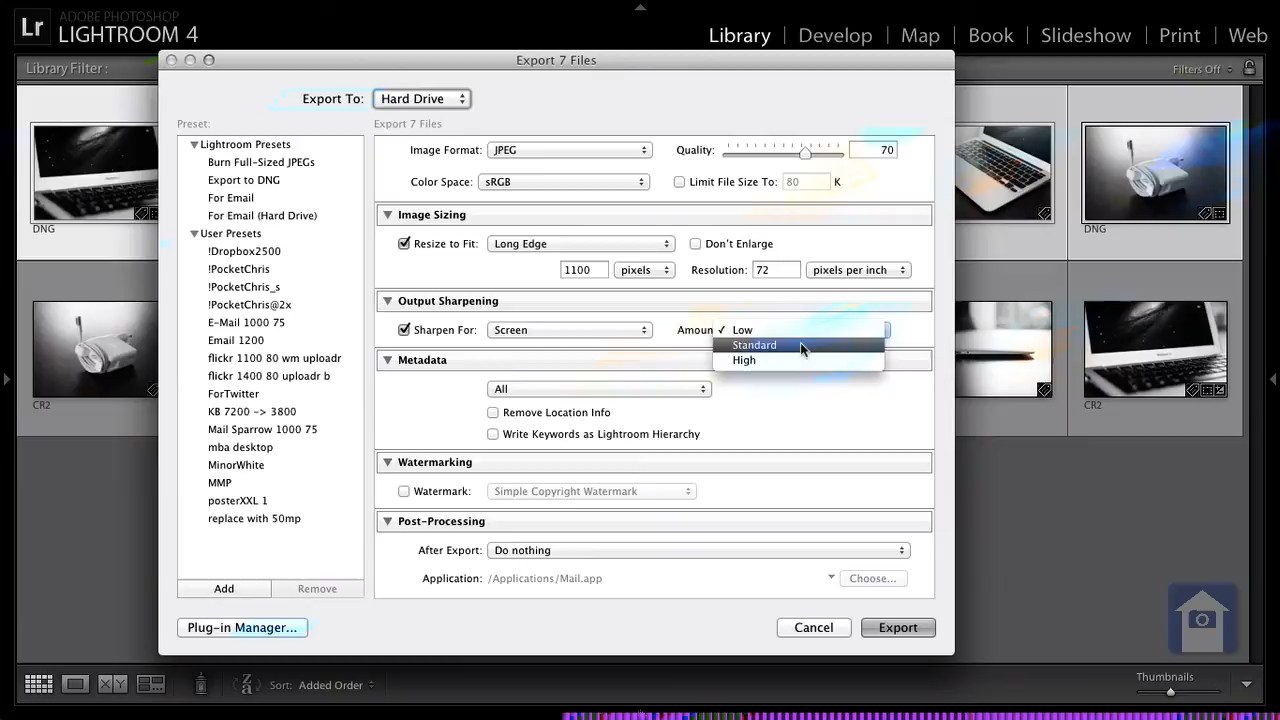 Lr
ADOBE PHOTOSHOP
LIGHTROOM 4
Library | Develop | Map | Book | Slideshow | Print | Web
Library Filter :
Filters Off
Export 7 Files
Export To: Hard Drive
Preset:
Lightroom Presets
Burn Full-Sized JPEGs
Export to DNG
For Email
For Email (Hard Drive)
User Presets
!Dropbox2500
!PocketChris
!PocketChris_s
!PocketChris@2x
E-Mail 1000 75
Email 1200
flickr 1100 80 wm uploadr
flickr 1400 80 uploadr b
ForTwitter
KB 7200 -> 3800
Mail Sparrow 1000 75
mba desktop
MinorWhite
MMP
posterXXL 1
replace with 50mp
Add
Remove
Plug-in Manager...
Export 7 Files
Image Format: JPEG
Quality: 70
Color Space: sRGB
Limit File Size To: 80 K
Image Sizing
Resize to Fit: Long Edge
Don't Enlarge
1100 pixels
Resolution: 72 pixels per inch
Output Sharpening
Sharpen For: Screen
Amoun ✓ Low
Standard
High
Metadata
All
Remove Location Info
Write Keywords as Lightroom Hierarchy
Watermarking
Watermark: Simple Copyright Watermark
Post-Processing
After Export: Do nothing
Application: /Applications/Mail.app
Choose...
Cancel
Export
DNG
DNG
CR2
CR2
XY
Sort: Added Order
Thumbnails